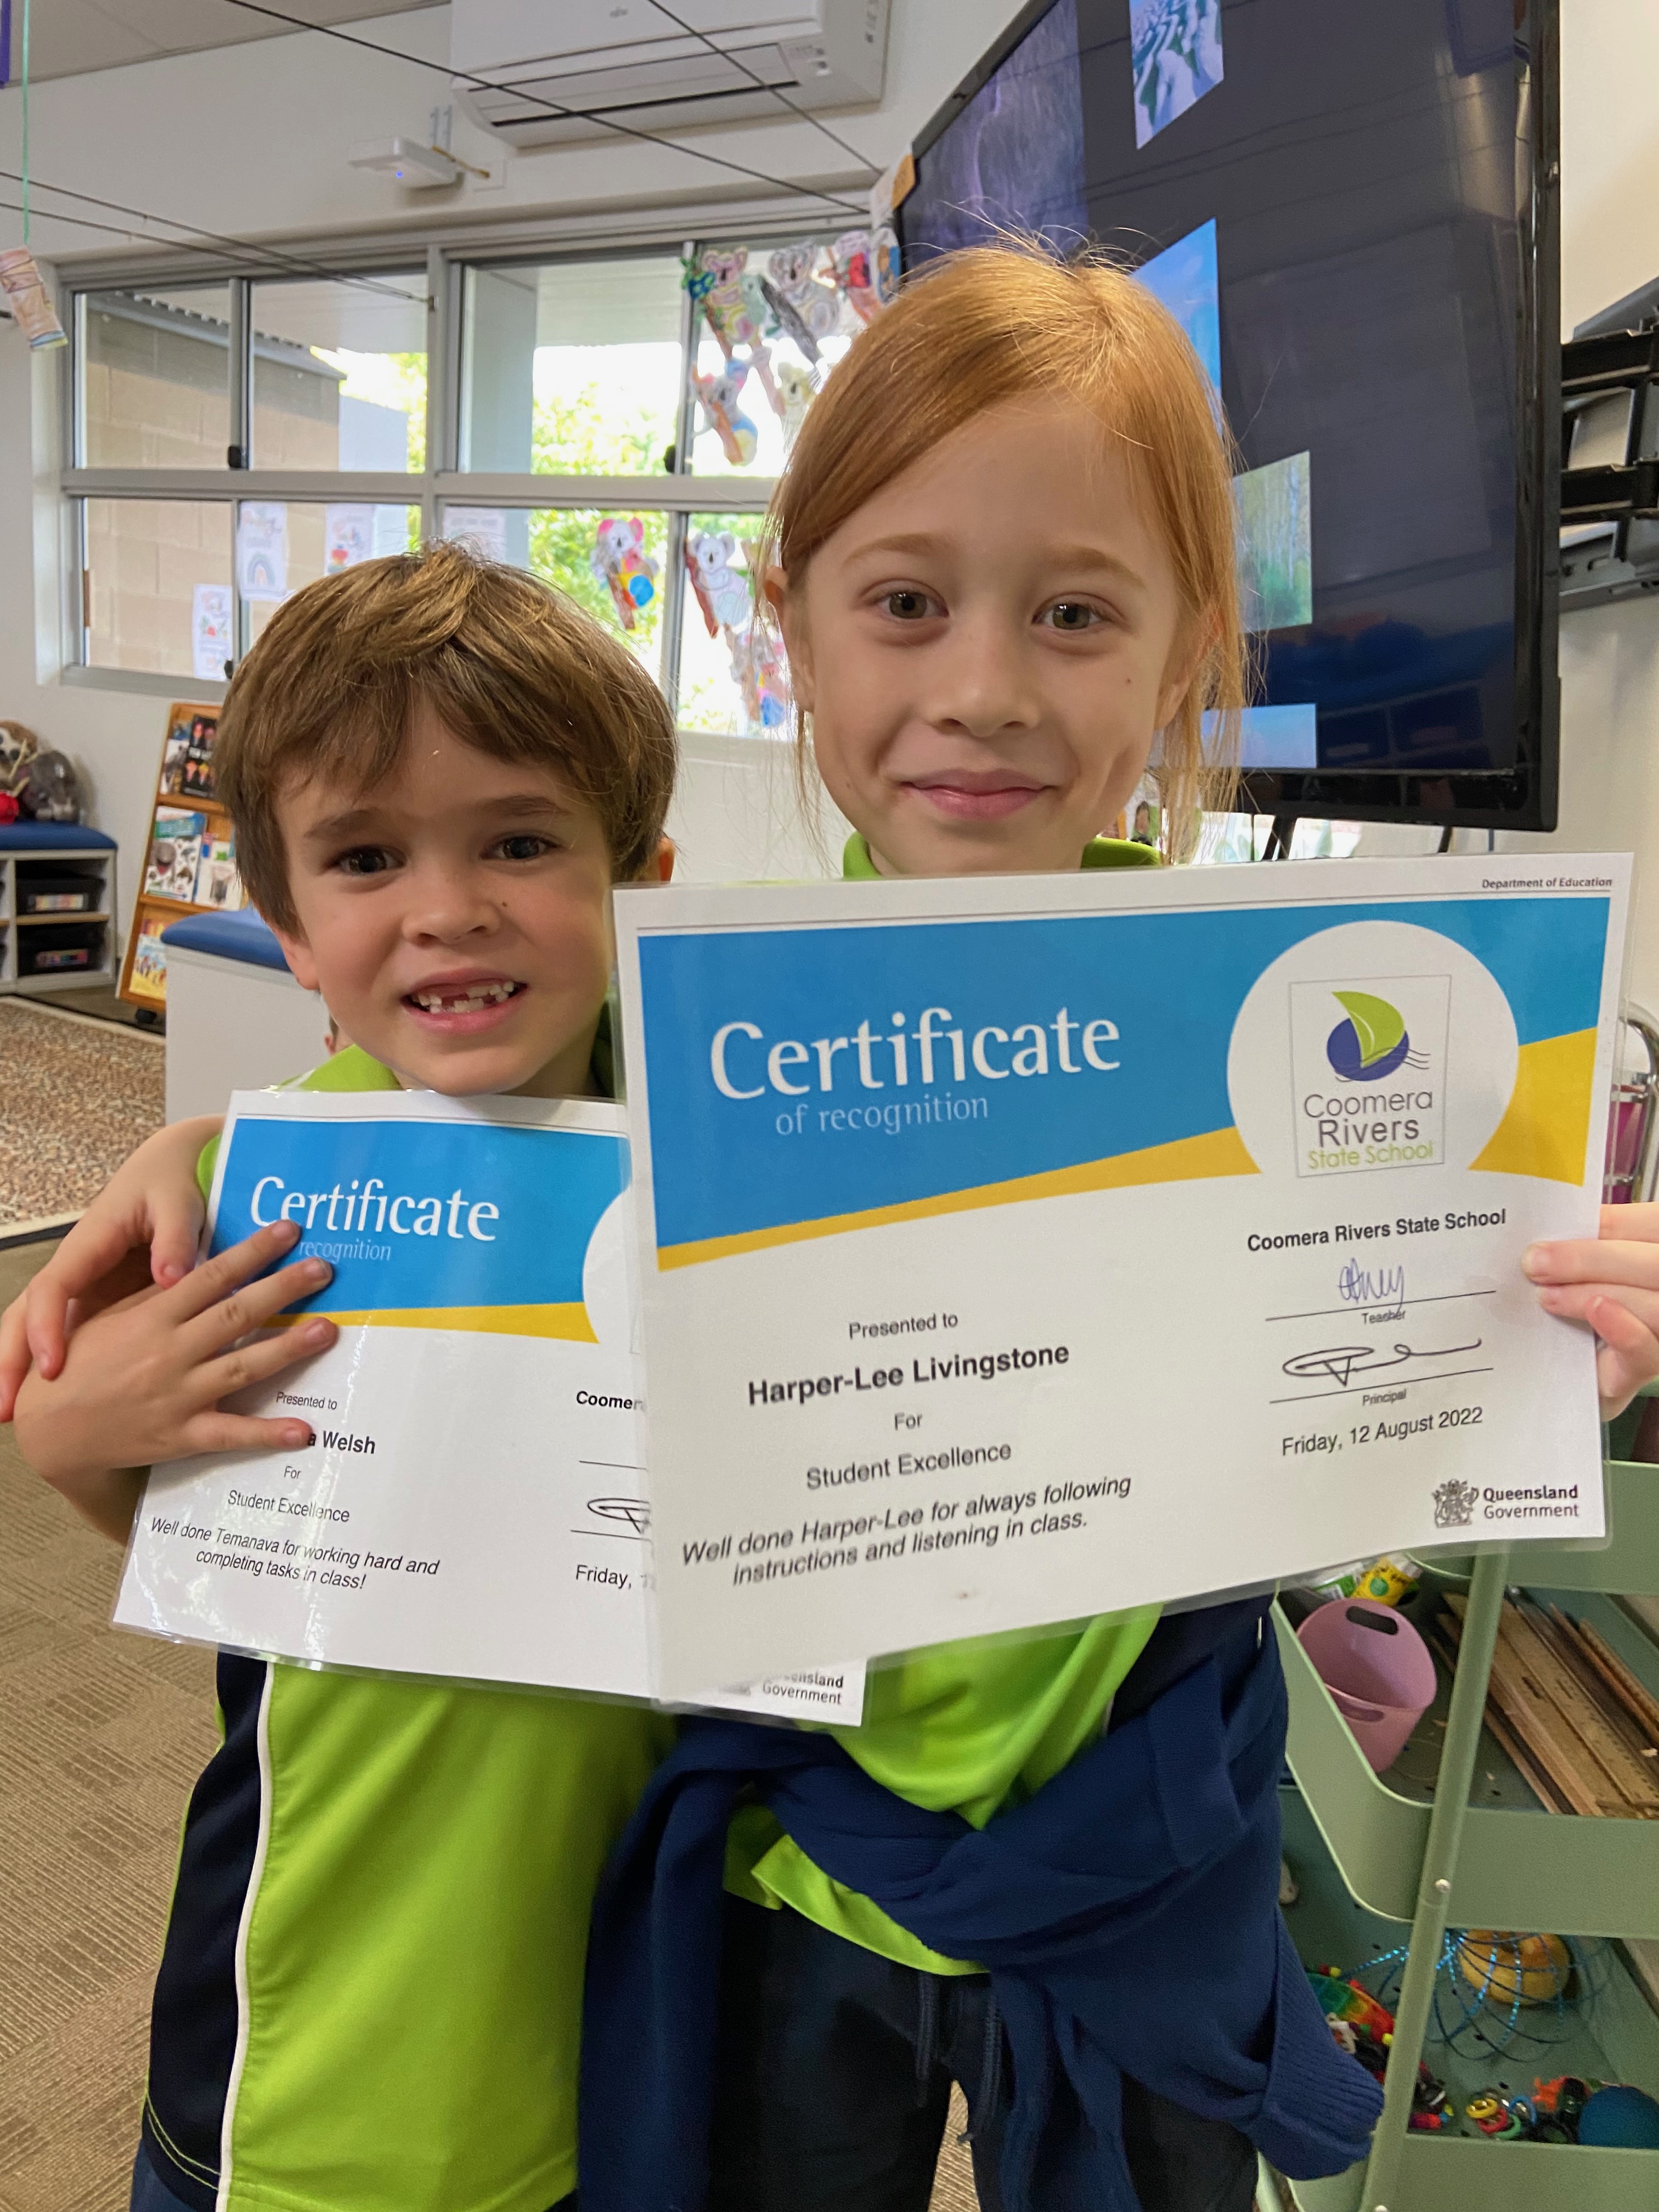 Department of Education
Certificate
of recognition
Coomera
Rivers
State School
Coomera Rivers State School
Teacher
Principal
Friday, 12 August 2022
Queensland
Government
Presented to
Harper-Lee Livingstone
For
Student Excellence
Well done Harper-Lee for always following
instructions and listening in class.
Certificate
recognition
Presented to
a Welsh
For
Student Excellence
Well done Temanava for working hard and
completing tasks in class!
Coomer
Friday,
ensland
Government